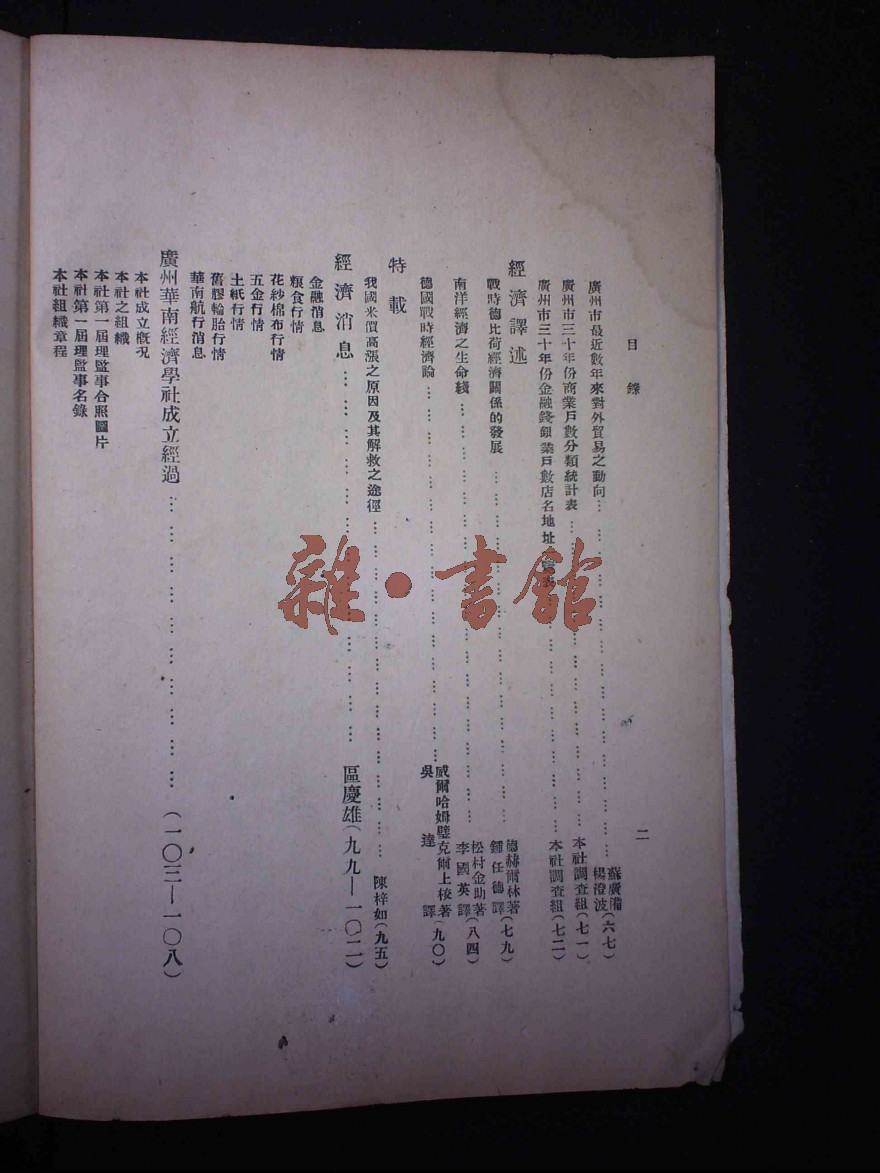 目錄
二
廣州市最近數年來對外貿易之動向…………蘇廣備 楊澄波(六七)
廣州市三十年份商業戶數分類統計表…………本社調查組(七一)
廣州市三十年份金融錢銀業戶數店名地址…………本社調查組(七二)
經濟譯述
戰時德比荷經濟關係的發展…………德赫爾林著 鍾任德譯(七九)
南洋經濟之生命綫…………松村金助著 李國英譯(八四)
德國戰時經濟論…………威爾哈姆璧克爾上校著 吳達譯(九〇)
特載
我國米價高漲之原因及其解救之途徑…………陳梓如(九五)
經濟消息…………區慶雄(九九—一〇二)
金融消息
粮食行情
花紗棉布行情
五金行情
土紙行情
舊膠輪胎行情
華南航行消息
廣州華南經濟學社成立經過…………(一〇三—一〇八)
本社成立概况
本社之組織
本社第一屆理監事合照圖片
本社第一屆理監事名錄
本社組織章程
雜·書館